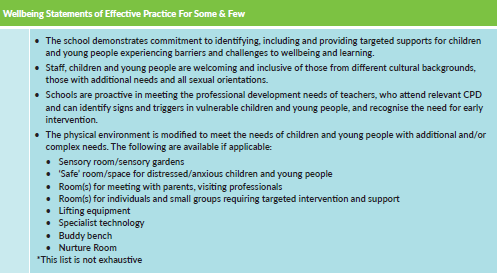 Wellbeing Statements of Effective Practice For Some & Few
• The school demonstrates commitment to identifying, including and providing targeted supports for children
and young people experiencing barriers and challenges to wellbeing and learning.
• Staff, children and young people are welcoming and inclusive of those from different cultural backgrounds,
those with additional needs and all sexual orientations.
• Schools are proactive in meeting the professional development needs of teachers, who attend relevant CPD
and can identify signs and triggers in vulnerable children and young people, and recognise the need for early
intervention.
• The physical environment is modified to meet the needs of children and young people with additional and/or
complex needs. The following are available if applicable:
• Sensory room/sensory gardens
• 'Safe' room/space for distressed/anxious children and young people
• Room(s) for meeting with parents, visiting professionals
• Room(s) for individuals and small groups requiring targeted intervention and support
• Lifting equipment
• Specialist technology
• Buddy bench
• Nurture Room
*This list is not exhaustive